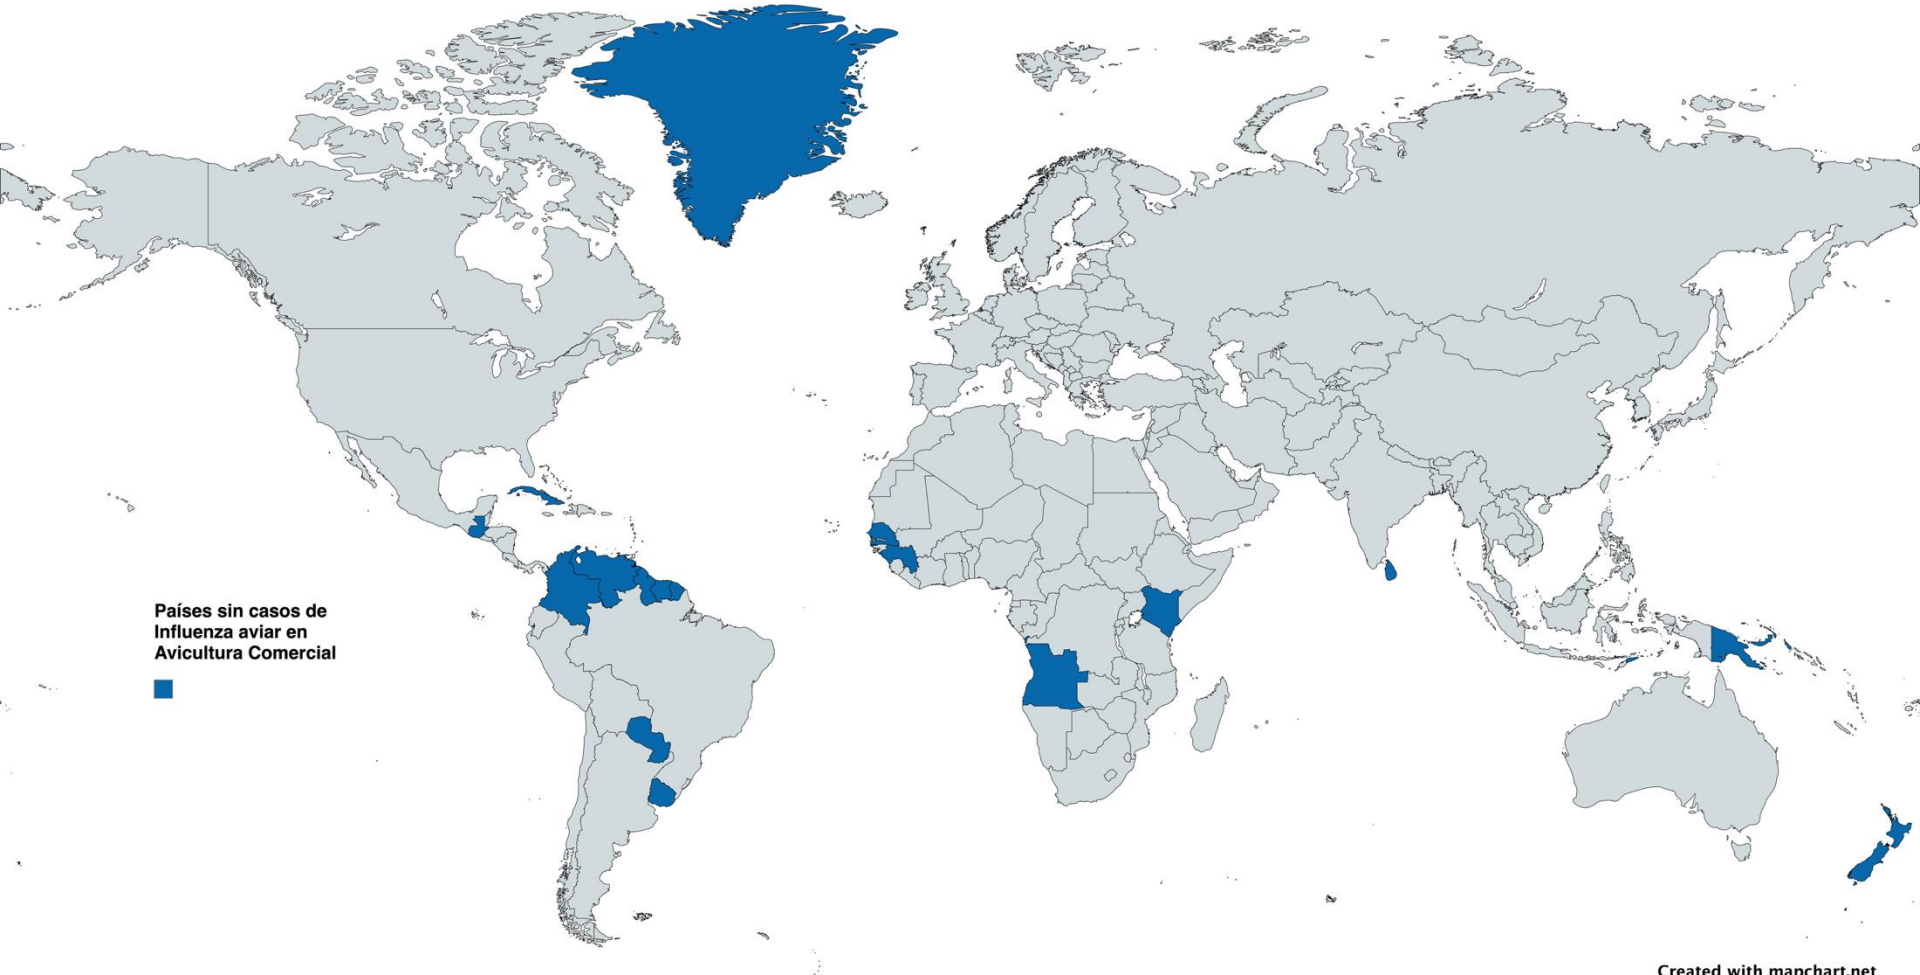 Países sin casos de
Influenza aviar en
Avicultura Comercial
Created with mapchart.net